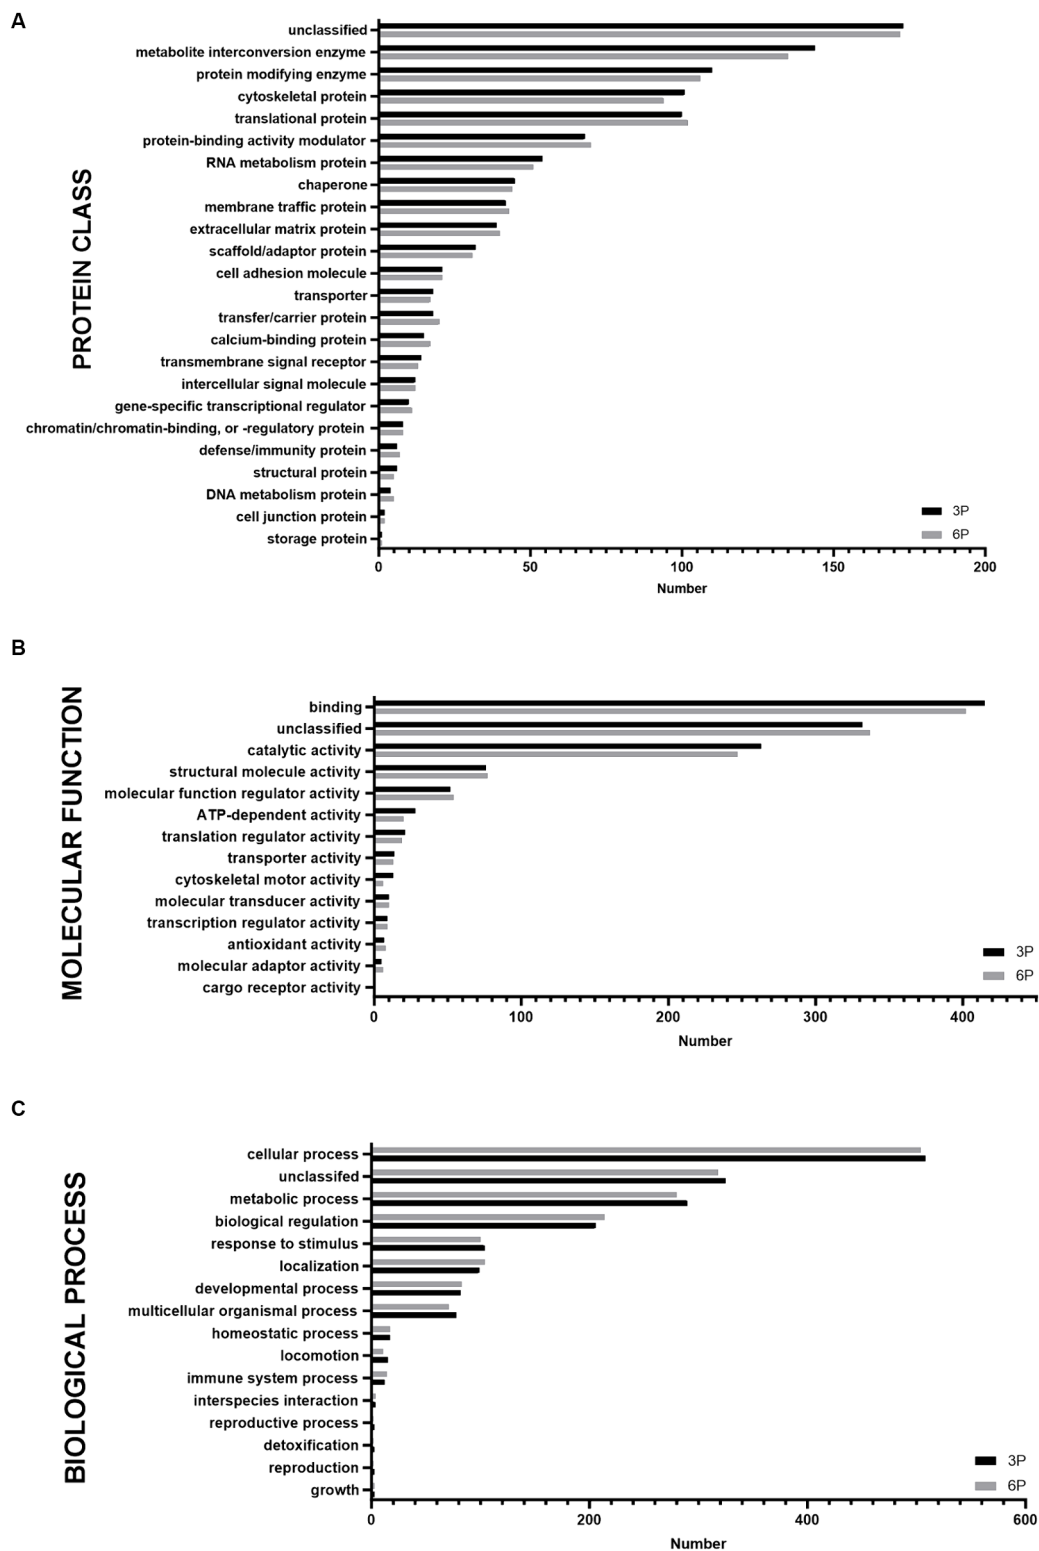 A
PROTEIN CLASS
unclassified
metabolite interconversion enzyme
protein modifying enzyme
cytoskeletal protein
translational protein
protein-binding activity modulator
RNA metabolism protein
chaperone
membrane traffic protein
extracellular matrix protein
scaffold/adaptor protein
cell adhesion molecule
transporter
transfer/carrier protein
calcium-binding protein
transmembrane signal receptor
intercellular signal molecule
gene-specific transcriptional regulator
chromatin/chromatin-binding, or -regulatory protein
defense/immunity protein
structural protein
DNA metabolism protein
cell junction protein
storage protein
3P
6P
0 50 100 150 200
Number
B
MOLECULAR FUNCTION
binding
unclassified
catalytic activity
structural molecule activity
molecular function regulator activity
ATP-dependent activity
translation regulator activity
transporter activity
cytoskeletal motor activity
molecular transducer activity
transcription regulator activity
antioxidant activity
molecular adaptor activity
cargo receptor activity
3P
6P
0 100 200 300 400
Number
C
BIOLOGICAL PROCESS
cellular process
unclassifed
metabolic process
biological regulation
response to stimulus
localization
developmental process
multicellular organismal process
homeostatic process
locomotion
immune system process
interspecies interaction
reproductive process
detoxification
reproduction
growth
3P
6P
0 200 400 600
Number